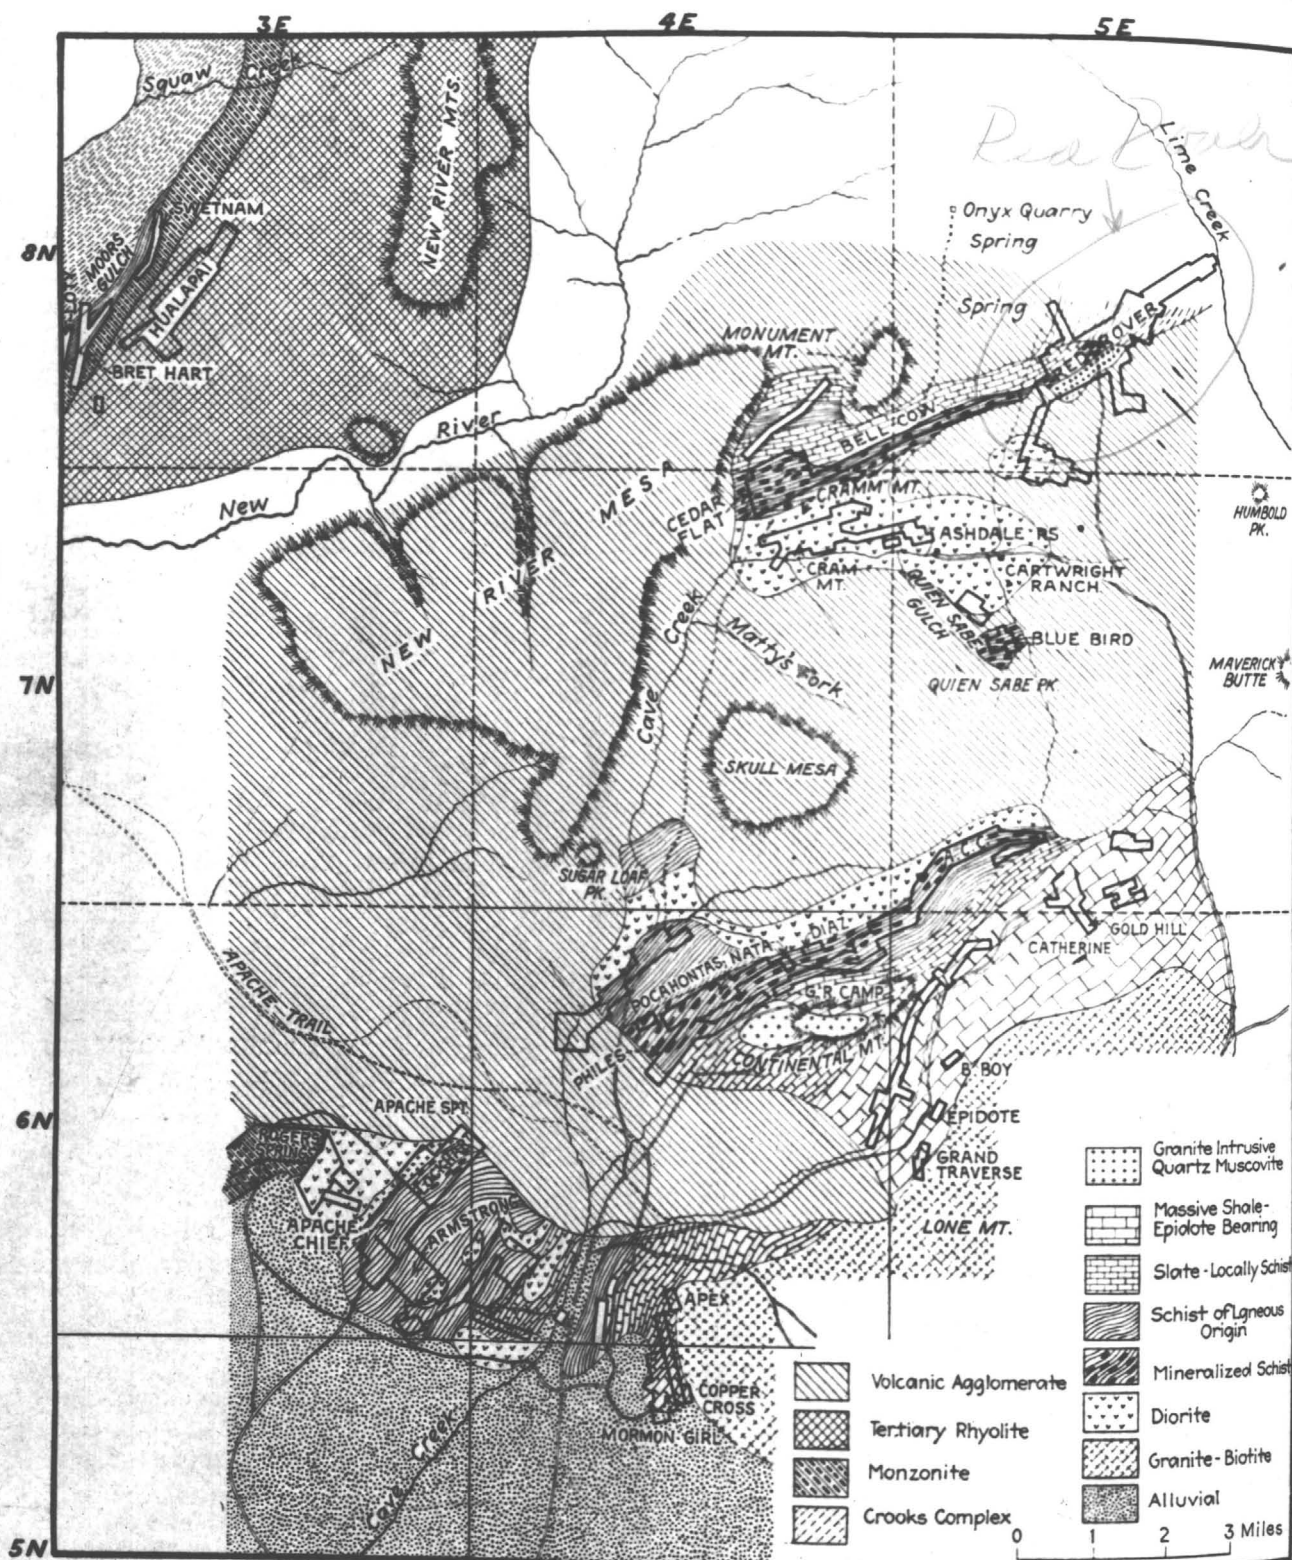 3E
4E
5E
Squaw Creek
NEW RIVER MTS.
Red Rover
Lime Creek
SWETNAM
MOORS
GULCH
HUALAPAI
BRET HART
8N
Onyx Quarry
Spring
Spring
MONUMENT
MT.
RED ROVER
BELL COW
New River
CEDAR
FLAT
CRAMM MT.
NEW RIVER MESA
HUMBOLD
PK.
ASHDALE RS
CRAM
MT.
CARTWRIGHT
RANCH
QUIEN SABE
GULCH
BLUE BIRD
QUIEN SABE PK.
MAVERICK
BUTTE
7N
Cave Creek
Matty's Fork
SKULL MESA
SUGAR LOAF
PK.
APACHE TRAIL
POCAHONTAS, NATA
DIAZ
GOLD HILL
CATHERINE
G.R. CAMP
CONTINENTAL MT.
PHILES
B. BOY
EPIDOTE
GRAND
TRAVERSE
LONE MT.
6N
APACHE SPT.
ROGERS
SPRING
APACHE
CHIEF
ARMSTRONG
APEX
COPPER
CROSS
MORMON GIRL
Cave Creek
5N
Volcanic Agglomerate
Tertiary Rhyolite
Monzonite
Crooks Complex
Granite Intrusive
Quartz Muscovite
Massive Shale-
Epidote Bearing
Slate-Locally Schist
Schist of Igneous
Origin
Mineralized Schist
Diorite
Granite-Biotite
Alluvial
0 1 2 3 Miles